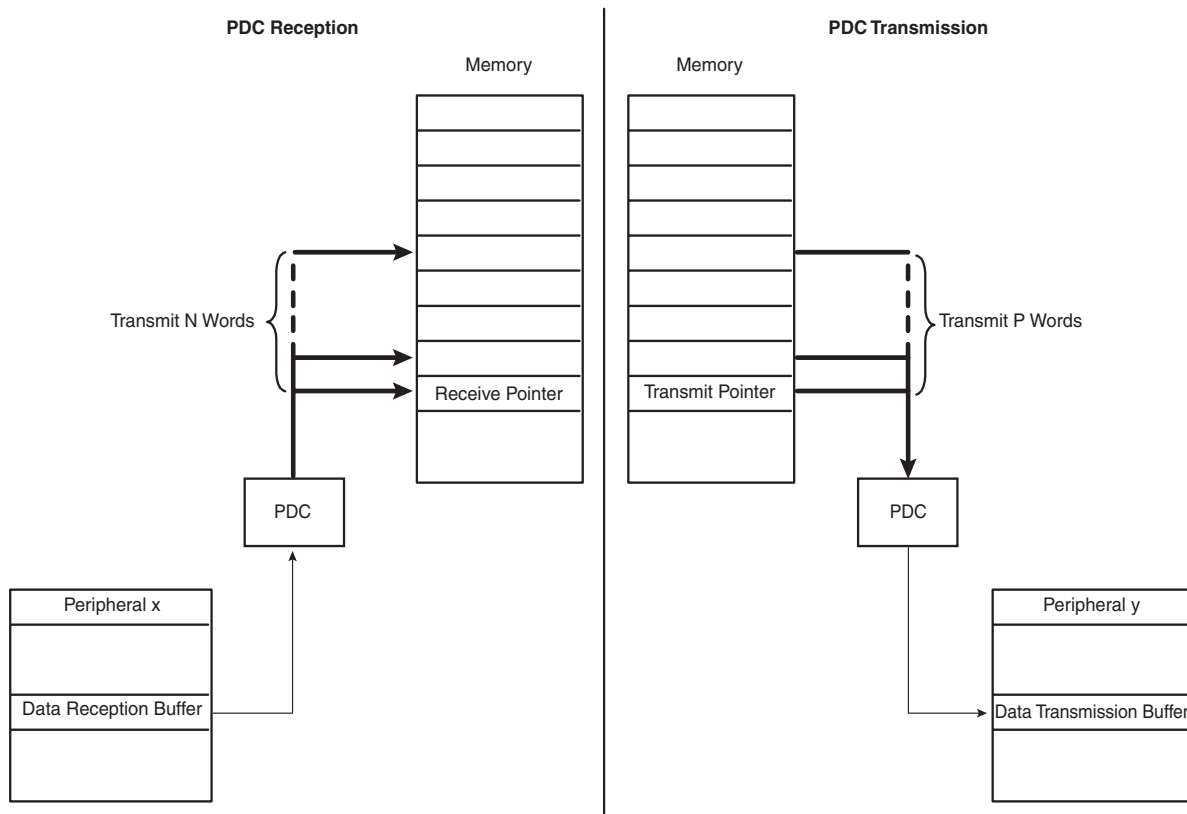 PDC Reception
Memory
Transmit N Words
Receive Pointer
PDC
Peripheral x
Data Reception Buffer
PDC Transmission
Memory
Transmit P Words
Transmit Pointer
PDC
Peripheral y
Data Transmission Buffer